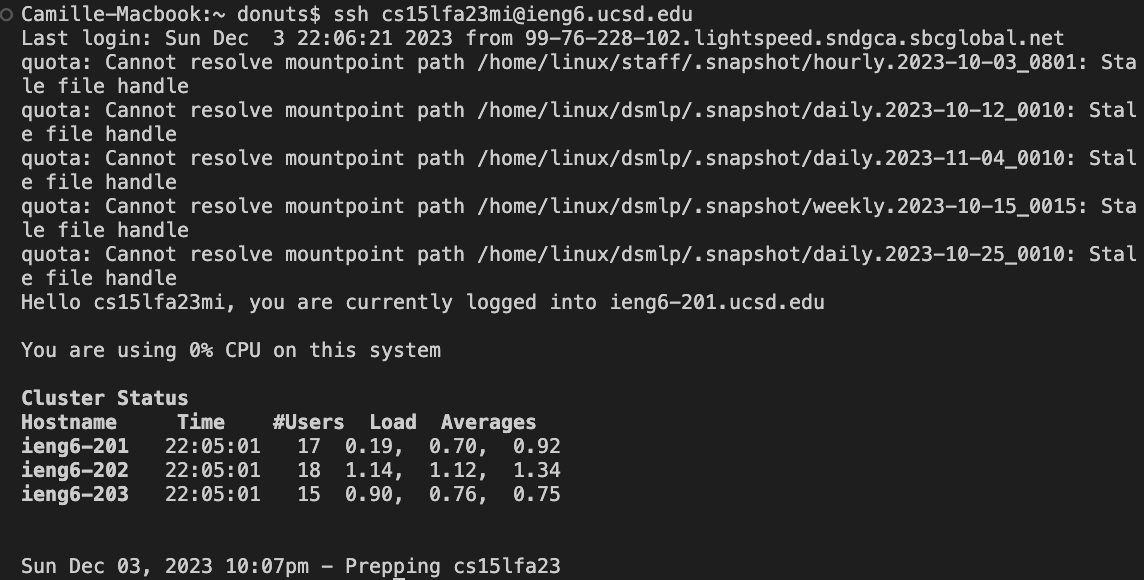 Camille-Macbook:~ donuts$ ssh cs15lfa23mi@ieng6.ucsd.edu
Last login: Sun Dec  3 22:06:21 2023 from 99-76-228-102.lightspeed.sndgca.sbcglobal.net
quota: Cannot resolve mountpoint path /home/linux/staff/.snapshot/hourly.2023-10-03_0801: Sta
le file handle
quota: Cannot resolve mountpoint path /home/linux/dsmlp/.snapshot/daily.2023-10-12_0010: Stal
e file handle
quota: Cannot resolve mountpoint path /home/linux/dsmlp/.snapshot/daily.2023-11-04_0010: Stal
e file handle
quota: Cannot resolve mountpoint path /home/linux/dsmlp/.snapshot/weekly.2023-10-15_0015: Sta
le file handle
quota: Cannot resolve mountpoint path /home/linux/dsmlp/.snapshot/daily.2023-10-25_0010: Stal
e file handle
Hello cs15lfa23mi, you are currently logged into ieng6-201.ucsd.edu
You are using 0% CPU on this system
Cluster Status
Hostname     Time    #Users  Load  Averages
ieng6-201   22:05:01   17  0.19,  0.70,  0.92
ieng6-202   22:05:01   18  1.14,  1.12,  1.34
ieng6-203   22:05:01   15  0.90,  0.76,  0.75
Sun Dec 03, 2023 10:07pm - Prepping cs15lfa23